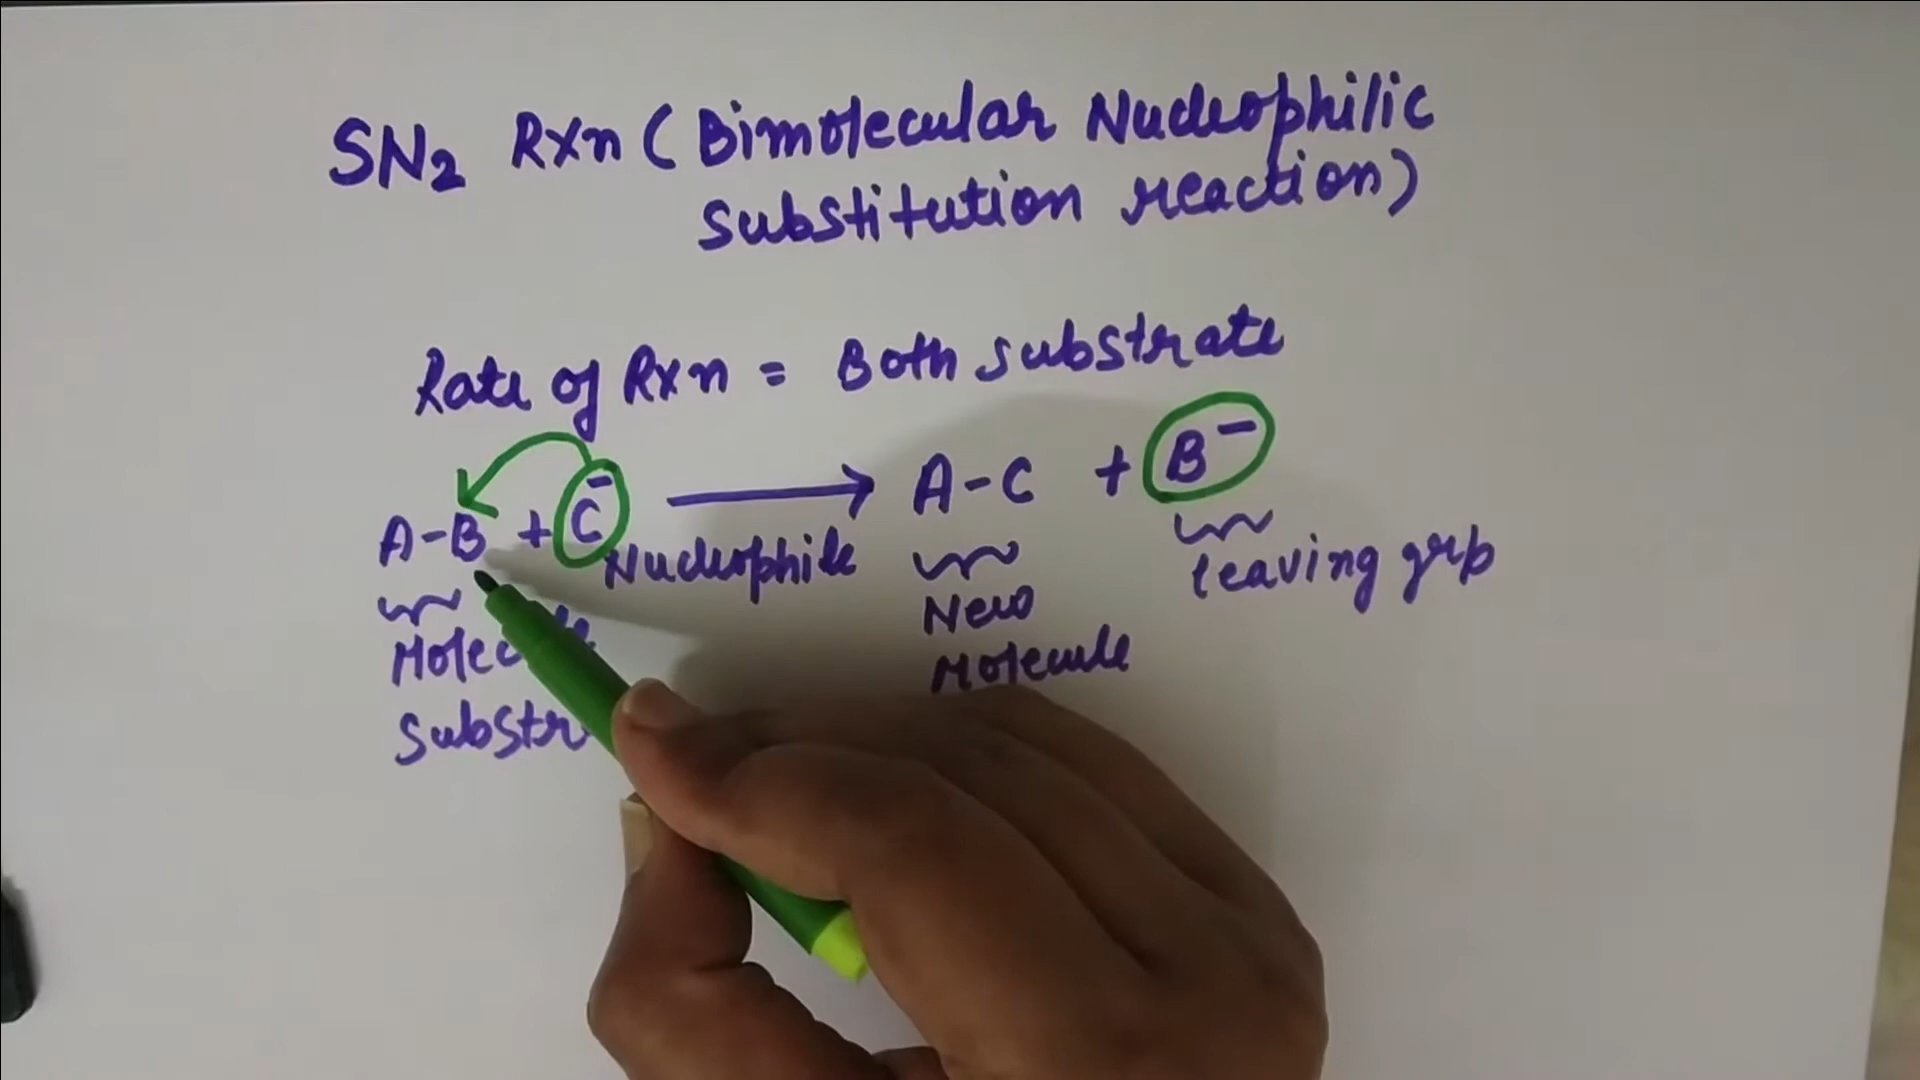 SN2 Rxn (Bimolecular Nucleophilic
substitution reaction)
Rate of Rxn = Both substrate
A-B + C⁻ → A-C + B⁻
Nucleophile
leaving grp
New
Molecule